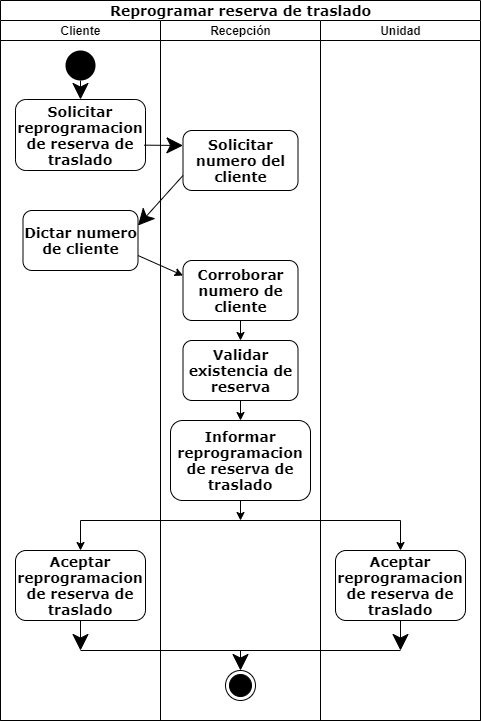 Reprogramar reserva de traslado
Cliente
Recepción
Unidad
Solicitar
reprogramacion
de reserva de
traslado
Solicitar
numero del
cliente
Dictar numero
de cliente
Corroborar
numero de
cliente
Validar
existencia de
reserva
Informar
reprogramacion
de reserva de
traslado
Aceptar
reprogramacion
de reserva de
traslado
Aceptar
reprogramacion
de reserva de
traslado